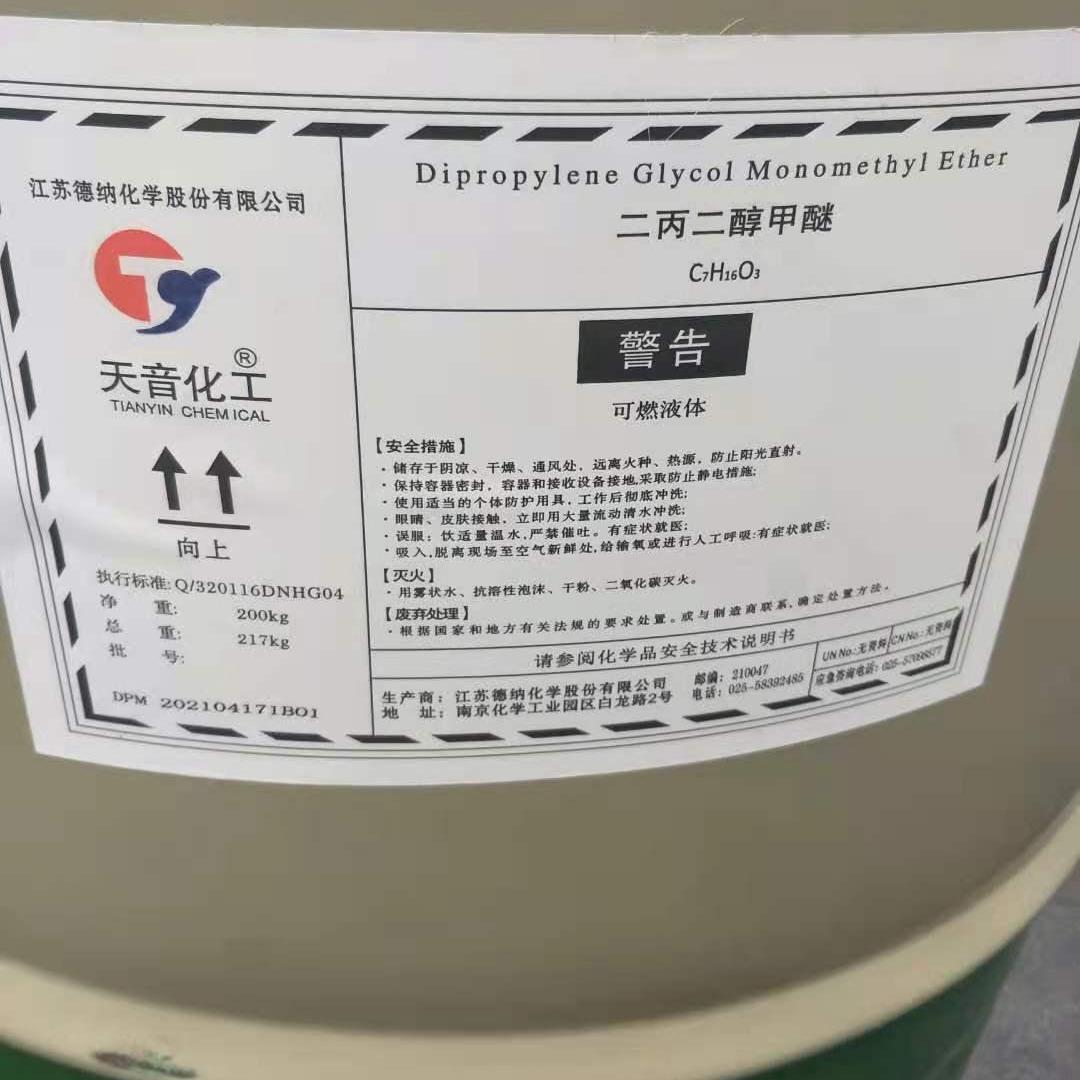 江苏德纳化学股份有限公司
®
天音化工
TIANYIN CHEMICAL
向上
执行标准: Q/320116DNHG04
净 重: 200kg
总 重: 217kg
批 号:
DPM 202104171B01
Dipropylene Glycol Monomethyl Ether
二丙二醇甲醚
C₇H₁₆O₃
警告
可燃液体
【安全措施】
· 储存于阴凉、干燥、通风处，远离火种、热源，防止阳光直射。
· 保持容器密封，容器和接收设备接地,采取防止静电措施;
· 使用适当的个体防护用具，工作后彻底冲洗;
· 眼睛、皮肤接触，立即用大量流动清水冲洗;
· 误服：饮适量温水,严禁催吐。有症状就医;
· 吸入,脱离现场至空气新鲜处,给输氧或进行人工呼吸:有症状就医;
【灭火】
· 用雾状水、抗溶性泡沫、干粉、二氧化碳灭火。
【废弃处理】
· 根据国家和地方有关法规的要求处置。或与制造商联系,确定处置方法。
请参阅化学品安全技术说明书
UN No.:无资料 CN No.:无资料
生产商：江苏德纳化学股份有限公司 邮编：210047
地 址：南京化学工业园区白龙路2号 电话：025-58392485
应急咨询电话: 025-57098877